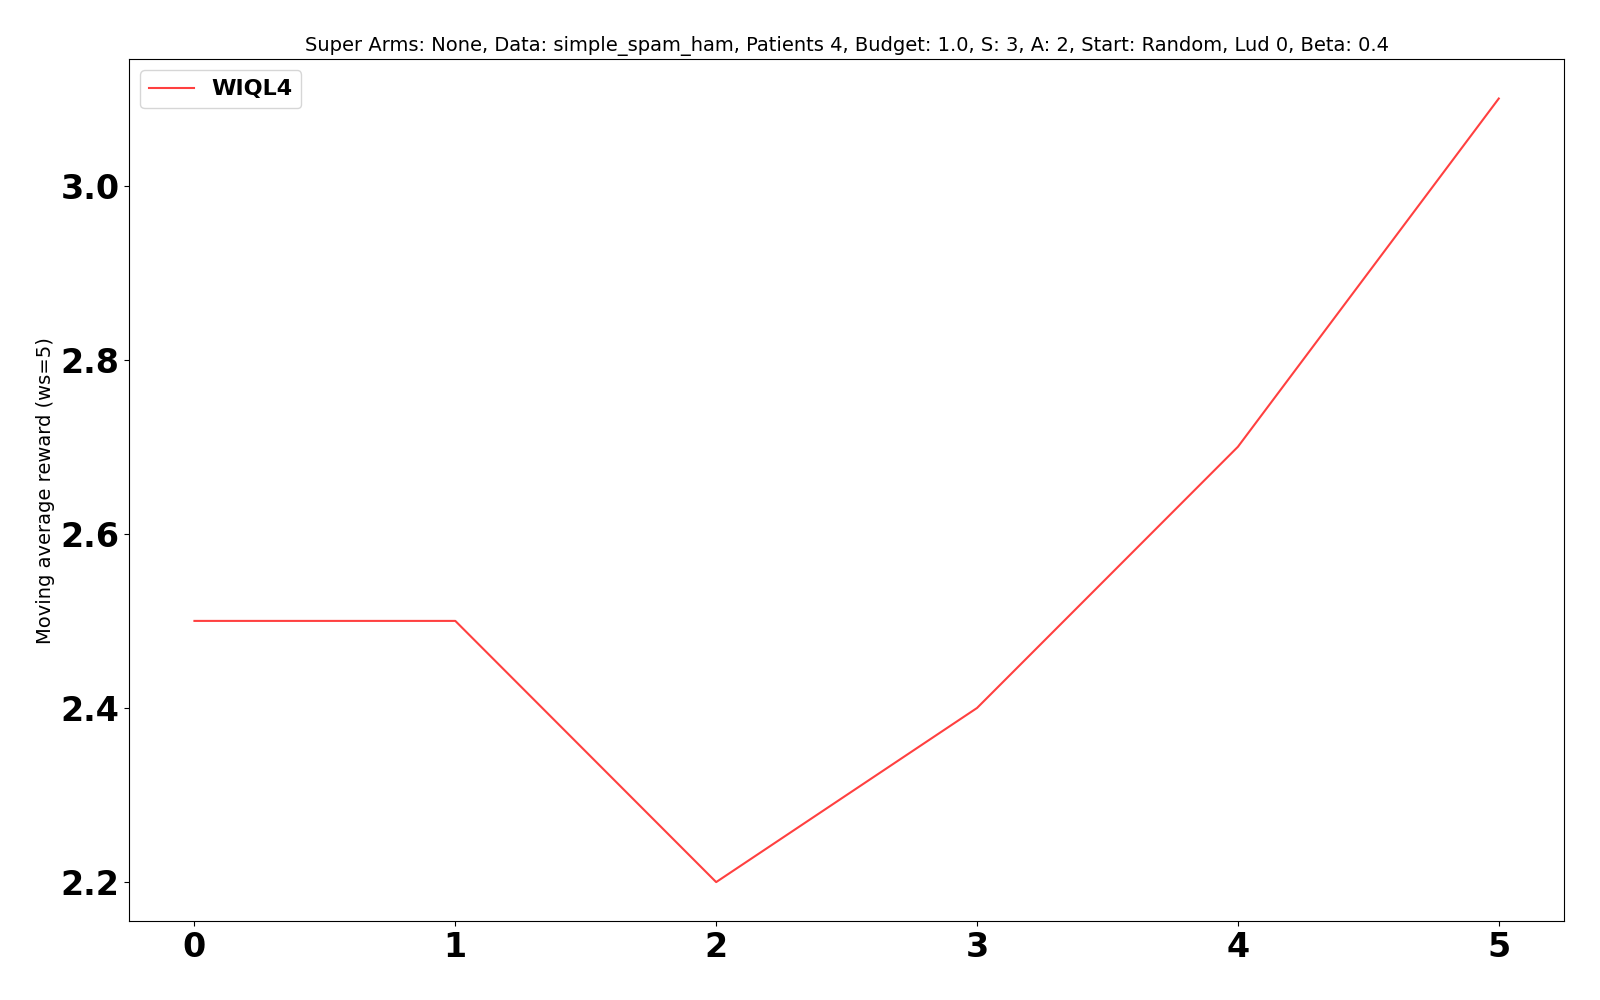 Super Arms: None, Data: simple_spam_ham, Patients 4, Budget: 1.0, S: 3, A: 2, Start: Random, Lud 0, Beta: 0.4
WIQL4
Moving average reward (ws=5)
3.0
2.8
2.6
2.4
2.2
0 1 2 3 4 5